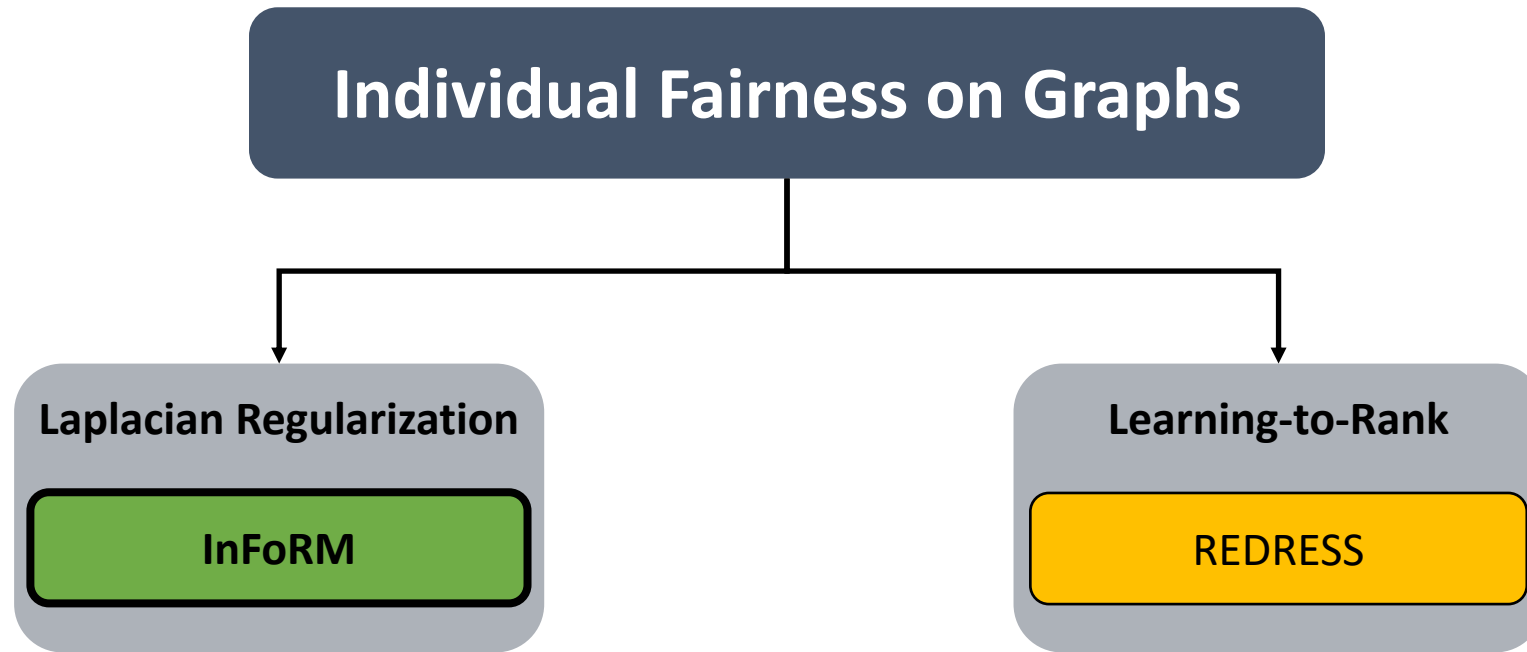 Individual Fairness on Graphs
Laplacian Regularization
Learning-to-Rank
InFoRM
REDRESS